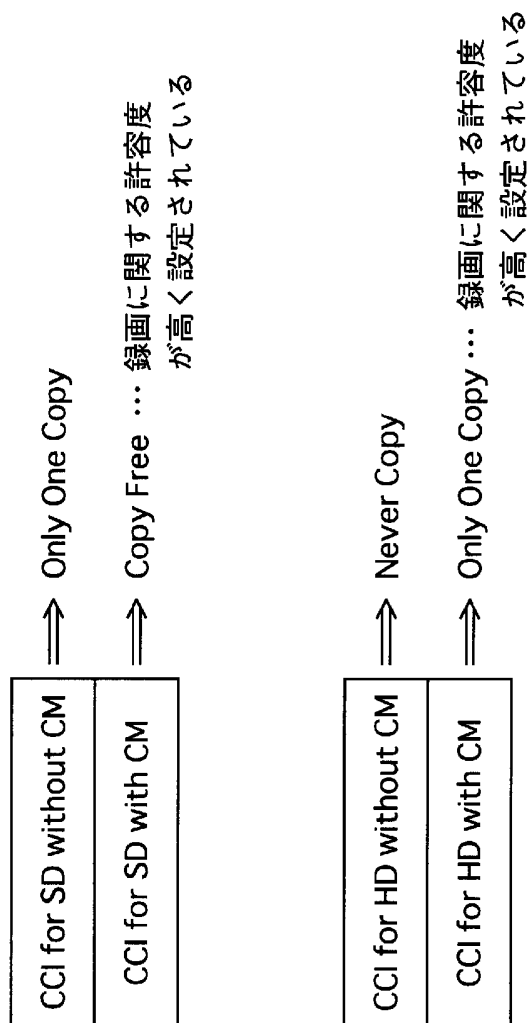 CCI for SD without CM ⇒ Only One Copy
CCI for SD with CM ⇒ Copy Free … 録画に関する許容度
が高く設定されている
CCI for HD without CM ⇒ Never Copy
CCI for HD with CM ⇒ Only One Copy … 録画に関する許容度
が高く設定されている